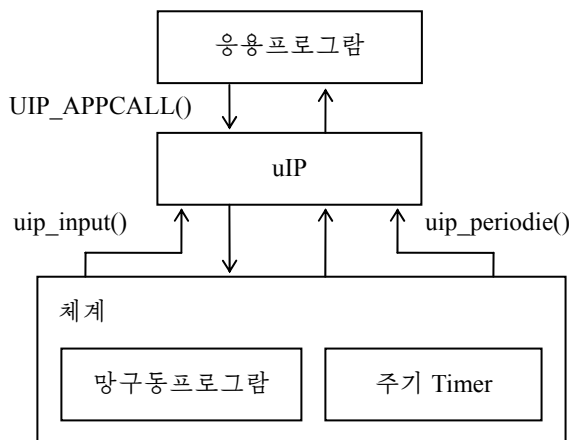 응용프로그람
UIP_APPCALL()
uIP
uip_input()
uip_periodie()
체계
망구동프로그람
주기 Timer